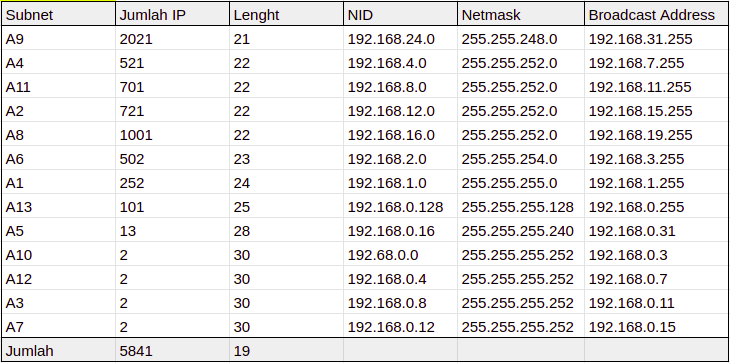 Subnet Jumlah IP Lenght NID Netmask Broadcast Address
A9 2021 21 192.168.24.0 255.255.248.0 192.168.31.255
A4 521 22 192.168.4.0 255.255.252.0 192.168.7.255
A11 701 22 192.168.8.0 255.255.252.0 192.168.11.255
A2 721 22 192.168.12.0 255.255.252.0 192.168.15.255
A8 1001 22 192.168.16.0 255.255.252.0 192.168.19.255
A6 502 23 192.168.2.0 255.255.254.0 192.168.3.255
A1 252 24 192.168.1.0 255.255.255.0 192.168.1.255
A13 101 25 192.168.0.128 255.255.255.128 192.168.0.255
A5 13 28 192.168.0.16 255.255.255.240 192.168.0.31
A10 2 30 192.68.0.0 255.255.255.252 192.168.0.3
A12 2 30 192.168.0.4 255.255.255.252 192.168.0.7
A3 2 30 192.168.0.8 255.255.255.252 192.168.0.11
A7 2 30 192.168.0.12 255.255.255.252 192.168.0.15
Jumlah 5841 19